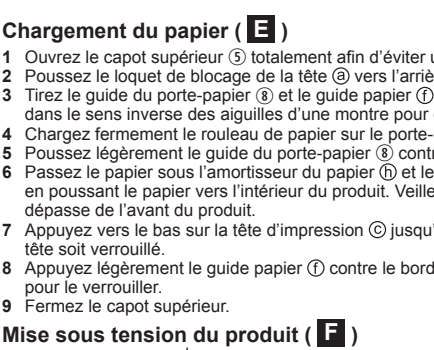 Chargement du papier ( E )
1 Ouvrez le capot supérieur ⑤ totalement afin d'éviter
2 Poussez le loquet de blocage de la tête ⓐ vers
3 Tirez le guide du porte-papier ⑧ et le guide papier ⓕ
dans le sens inverse des aiguilles d'une montre pour
4 Chargez fermement le rouleau de papier sur le porte-
5 Poussez légèrement le guide du porte-papier ⑧
6 Passez le papier sous l'amortisseur du papier ⓗ et le
en poussant le papier vers l'intérieur du produit.
dépasse de l'avant du produit.
7 Appuyez vers le bas sur la tête d'impression ⓒ
tête soit verrouillé.
8 Appuyez légèrement le guide papier ⓕ contre le bord
pour le verrouiller.
9 Fermez le capot supérieur.
Mise sous tension du produit ( F )